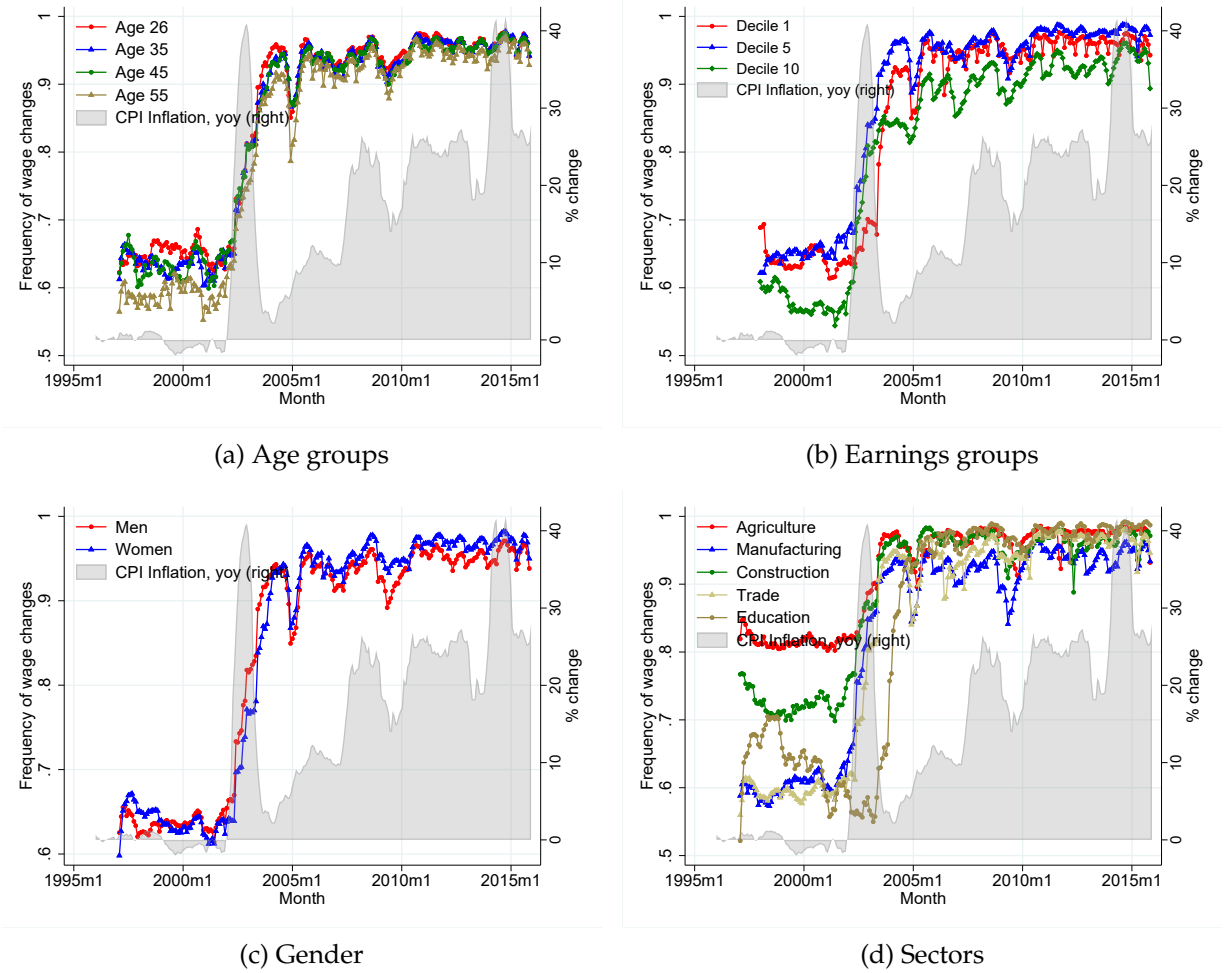 Frequency of wage changes
.5 .6 .7 .8 .9 1
Age 26
Age 35
Age 45
Age 55
CPI Inflation, yoy (right)
0 10 20 30 40
% change
1995m1 2000m1 2005m1 2010m1 2015m1
Month
(a) Age groups
Frequency of wage changes
.5 .6 .7 .8 .9 1
Decile 1
Decile 5
Decile 10
CPI Inflation, yoy (right)
0 10 20 30 40
% change
1995m1 2000m1 2005m1 2010m1 2015m1
Month
(b) Earnings groups
Frequency of wage changes
.6 .7 .8 .9 1
Men
Women
CPI Inflation, yoy (right)
0 10 20 30 40
% change
1995m1 2000m1 2005m1 2010m1 2015m1
Month
(c) Gender
Frequency of wage changes
.5 .6 .7 .8 .9 1
Agriculture
Manufacturing
Construction
Trade
Education
CPI Inflation, yoy (right)
0 10 20 30 40
% change
1995m1 2000m1 2005m1 2010m1 2015m1
Month
(d) Sectors